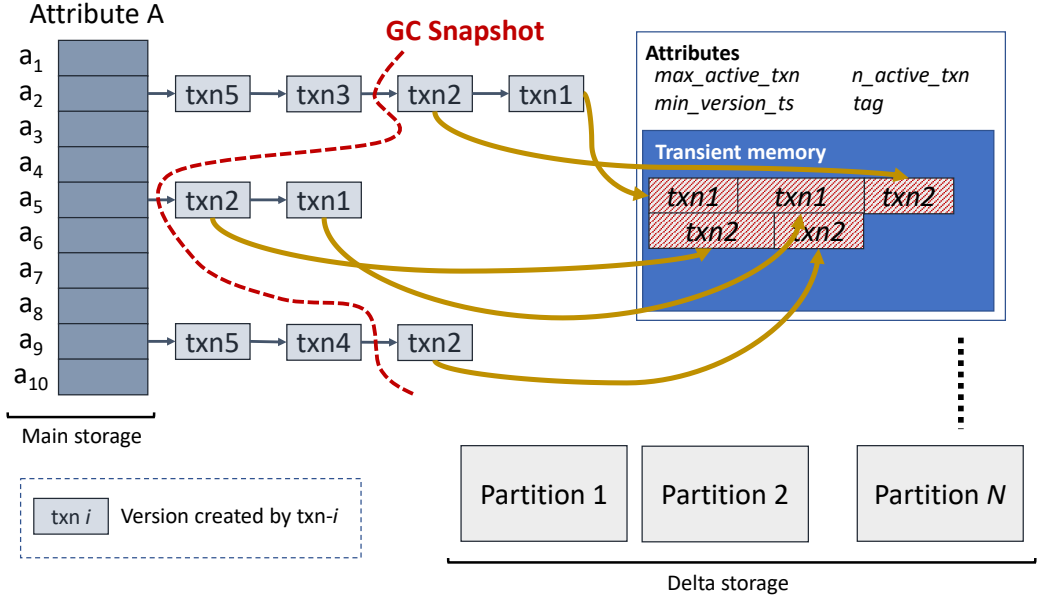 Attribute A
GC Snapshot
a1
a2
a3
a4
a5
a6
a7
a8
a9
a10
txn5
txn3
txn2
txn1
txn2
txn1
txn5
txn4
txn2
Main storage
Attributes
max_active_txn n_active_txn
min_version_ts tag
Transient memory
txn1 txn1 txn2
txn2 txn2
txn i Version created by txn-i
Partition 1
Partition 2
Partition N
Delta storage